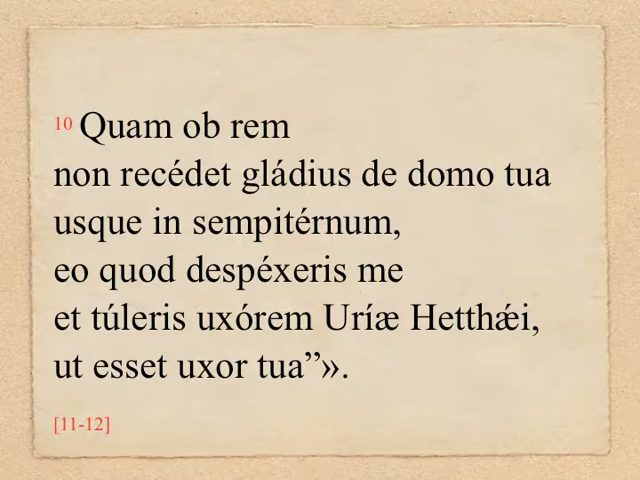 10 Quam ob rem
non recédet gládius de domo tua
usque in sempitérnum,
eo quod despéxeris me
et túleris uxórem Uríæ Hetthǽi,
ut esset uxor tua”».
[11-12]